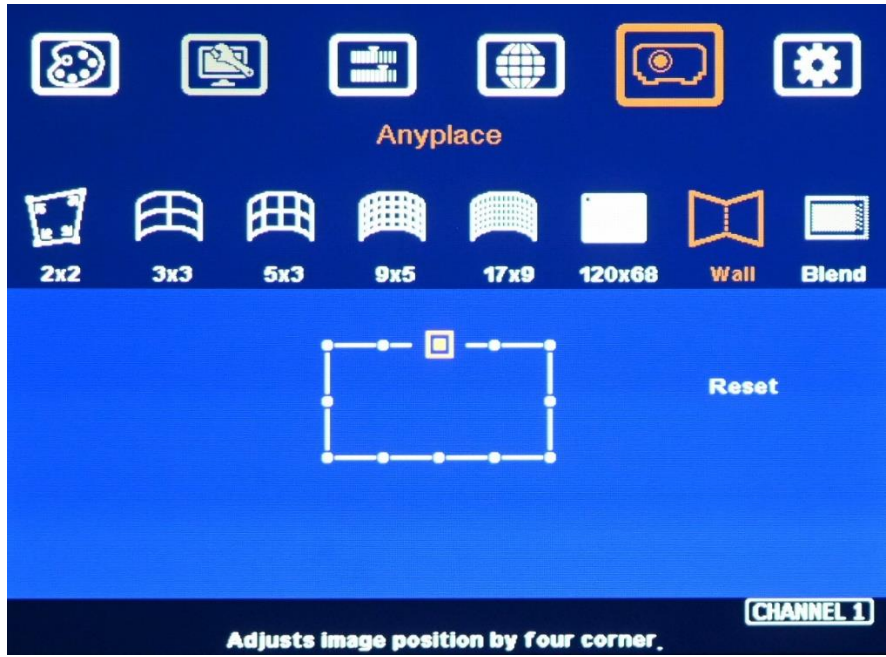 Anyplace
2x2 3x3 5x3 9x5 17x9 120x68 Wall Blend
Reset
CHANNEL 1
Adjusts image position by four corner.